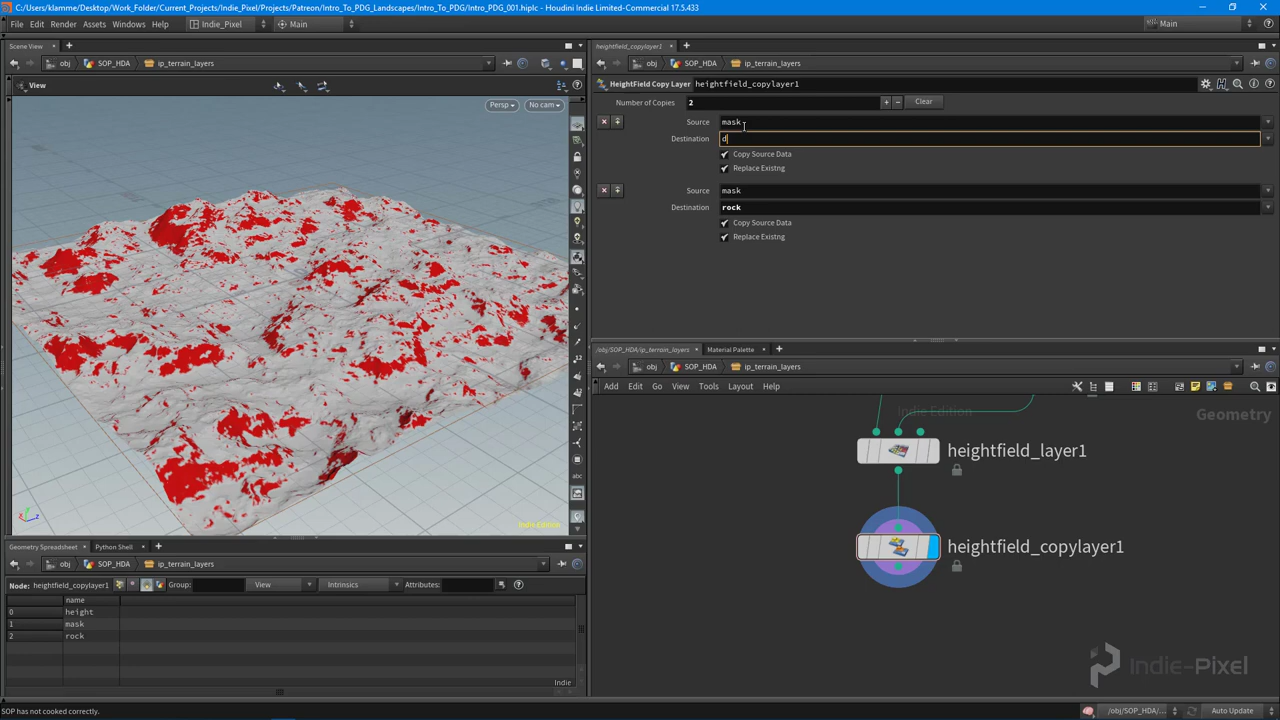 C:/Users/klamme/Desktop/Work_Folder/Current_Projects/Indie_Pixel/Projects/Patreon/Intro_To_PDG_Landscapes/Intro_To_PDG/Intro_PDG_001.hiplc - Houdini Indie Limited-Commercial 17.5.433
File Edit Render Assets Windows Help Indie_Pixel Main Main
Scene View
obj SOP_HDA ip_terrain_layers
View
Persp No cam
Indie Edition
heightfield_copylayer1
obj SOP_HDA ip_terrain_layers
HeightField Copy Layer heightfield_copylayer1
Number of Copies 2 Clear
Source mask
Destination d
Copy Source Data
Replace Existng
Source mask
Destination rock
Copy Source Data
Replace Existng
/obj/SOP_HDA/ip_terrain_layers Material Palette
obj SOP_HDA ip_terrain_layers
Add Edit Go View Tools Layout Help
Indie Edition
Geometry
heightfield_layer1
heightfield_copylayer1
Indie-Pixel
Geometry Spreadsheet Python Shell
obj SOP_HDA ip_terrain_layers
Node: heightfield_copylayer1 Group: View Intrinsics Attributes:
name
0 height
1 mask
2 rock
Indie
SOP has not cooked correctly.
/obj/SOP_HDA/... Auto Update